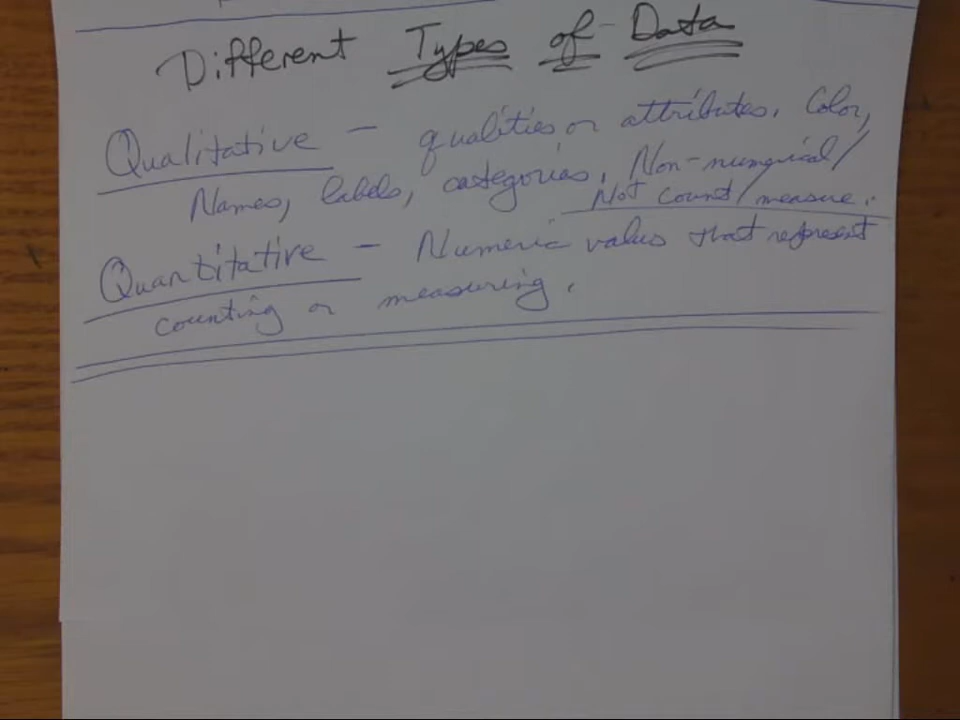 Different Types of Data
Qualitative - qualities or attributes. Color,
Names, labels, categories, Non-numerical/
Not count/measure.
Quantitative - Numeric values that represent
counting or measuring.